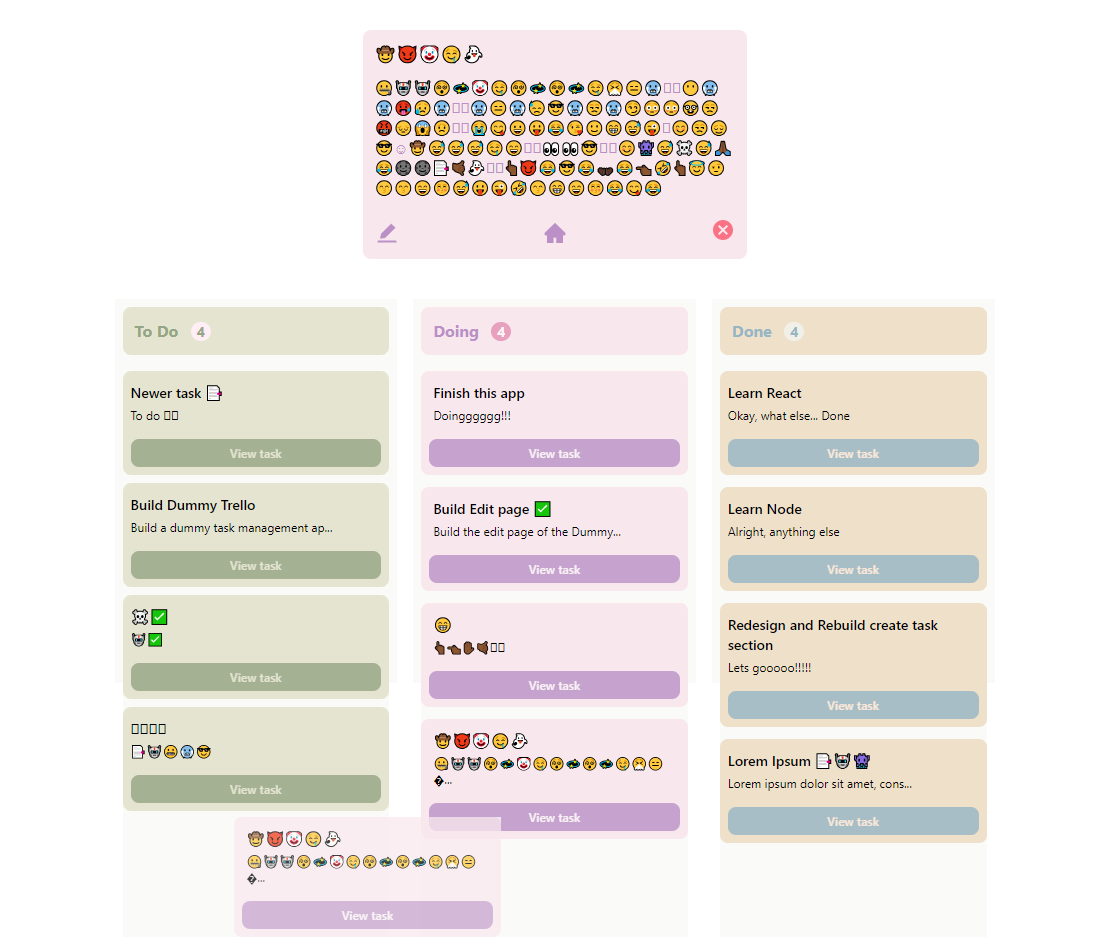 To Do 4
Newer task
To do
View task
Build Dummy Trello
Build a dummy task management ap...
View task
View task
View task
Doing 4
Finish this app
Doingggggg!!!
View task
Build Edit page ✅
Build the edit page of the Dummy...
View task
View task
�...
View task
Done 4
Learn React
Okay, what else... Done
View task
Learn Node
Alright, anything else
View task
Redesign and Rebuild create task
section
Lets gooooo!!!!!
View task
Lorem Ipsum
Lorem ipsum dolor sit amet, cons...
View task
�...
View task